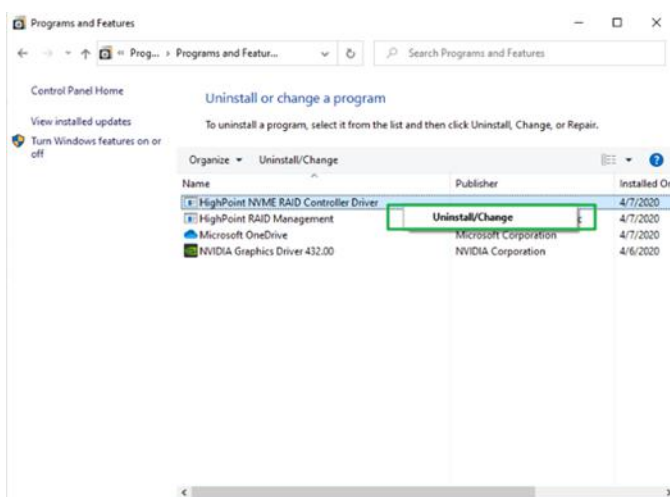 Programs and Features
« Prog... › Programs and Featur...
Search Programs and Features
Control Panel Home
View installed updates
Turn Windows features on or
off
Uninstall or change a program
To uninstall a program, select it from the list and then click Uninstall, Change, or Repair.
Organize Uninstall/Change
Name Publisher Installed On
HighPoint NVME RAID Controller Driver 4/7/2020
HighPoint RAID Management 4/7/2020
Uninstall/Change
Microsoft OneDrive Microsoft Corporation 4/7/2020
NVIDIA Graphics Driver 432.00 NVIDIA Corporation 4/6/2020